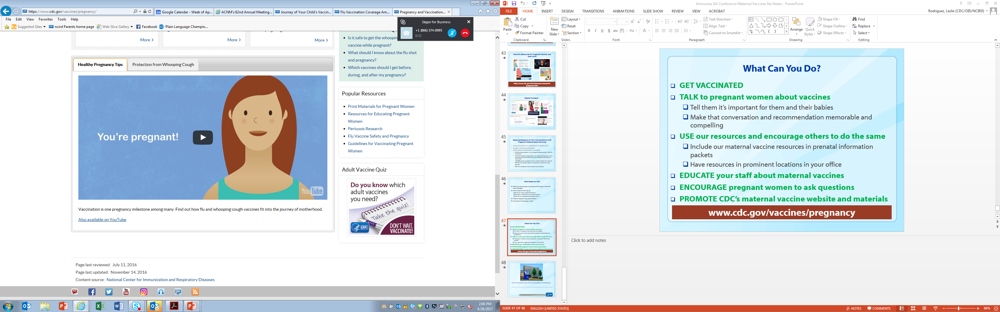 https://www.cdc.gov/vaccines/pregnancy/
Google Calendar - Week of Ap...
ACNM's 62nd Annual Meeting...
Journey of Your Child's Vaccin...
Flu Vaccination Coverage Am...
Pregnancy and Vaccination...
File Edit View Favorites Tools Help
Suggested Sites
ncird Parents home page
Web Slice Gallery
Facebook
Plain Language Champio...
Skype for Business
+1 (866) 574-0995
6:31
More
More
More
Healthy Pregnancy Tips
Protection from Whooping Cough
You're pregnant!
YouTube
Vaccination is one pregnancy milestone among many. Find out how flu and whooping cough vaccines fit into the journey of motherhood.
Also available on YouTube.
Is it safe to get the whooping
vaccine while pregnant?
What should I know about the flu shot
and pregnancy?
Which vaccines should I get before,
during, and after my pregnancy?
Popular Resources
Print Materials for Pregnant Women
Resources for Educating Pregnant
Women
Pertussis Research
Flu Vaccine Safety and Pregnancy
Guidelines for Vaccinating Pregnant
Women
Adult Vaccine Quiz
Do you know which
adult vaccines
you need?
Take the quiz!
CDC
DON'T WAIT.
VACCINATE!
Page last reviewed: July 11, 2016
Page last updated: November 14, 2016
Content source: National Center for Immunization and Respiratory Diseases
2:06 PM
4/26/2017
Immunize GA Conference Maternal Vaccines No Notes - PowerPoint
FILE HOME INSERT DESIGN TRANSITIONS ANIMATIONS SLIDE SHOW REVIEW VIEW ACROBAT
Rodriguez, Leslie (CDC/OID/NCIRD)
Paste
Cut
Copy
Format Painter
Clipboard
New
Slide
Layout
Reset
Section
Slides
Font
Text Direction
Align Text
Convert to SmartArt
Paragraph
Arrange
Quick
Styles
Shape Fill
Shape Outline
Shape Effects
Drawing
Find
Replace
Select
Editing
43
More Flu Resources for Pregnant Women and
their HCPs
http://www.cdc.gov/flu/freeresources/print-
pregnant.htm
44
Digital Outreach
PANDORA
45
Applying Research to Your Conversations with
Pregnant Patients about Vaccines
46
Next Steps for CDC
47
What Can You Do?
48
What Can You Do?
GET VACCINATED
TALK to pregnant women about vaccines
Tell them it's important for them and their babies
Make that conversation and recommendation memorable and
compelling
USE our resources and encourage others to do the same
Include our maternal vaccine resources in prenatal information
packets
Have resources in prominent locations in your office
EDUCATE your staff about maternal vaccines
ENCOURAGE pregnant women to ask questions
PROMOTE CDC's maternal vaccine website and materials
www.cdc.gov/vaccines/pregnancy
Click to add notes
SLIDE 47 OF 48 ENGLISH (UNITED STATES)
NOTES COMMENTS 86%